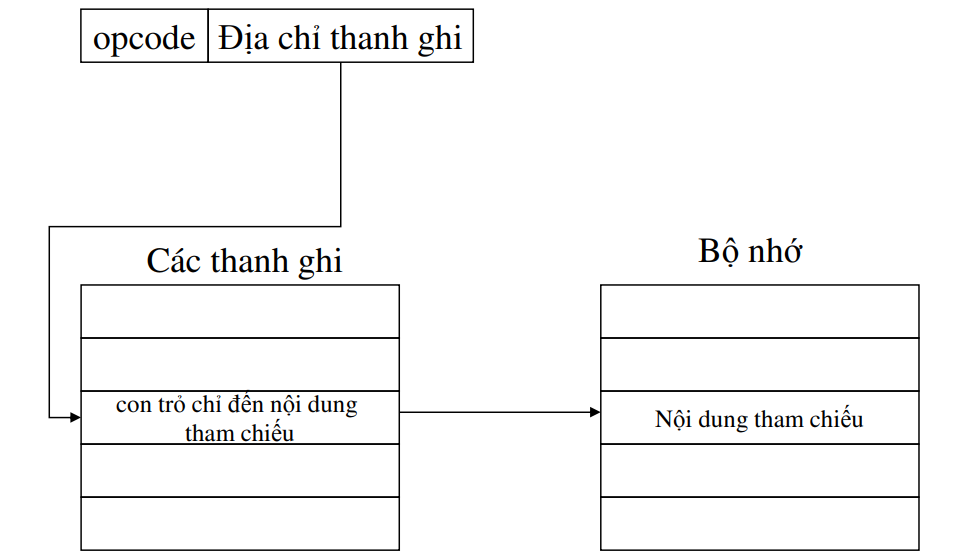 opcode Địa chỉ thanh ghi
Các thanh ghi
Bộ nhớ
con trỏ chỉ đến nội dung
tham chiếu
Nội dung tham chiếu